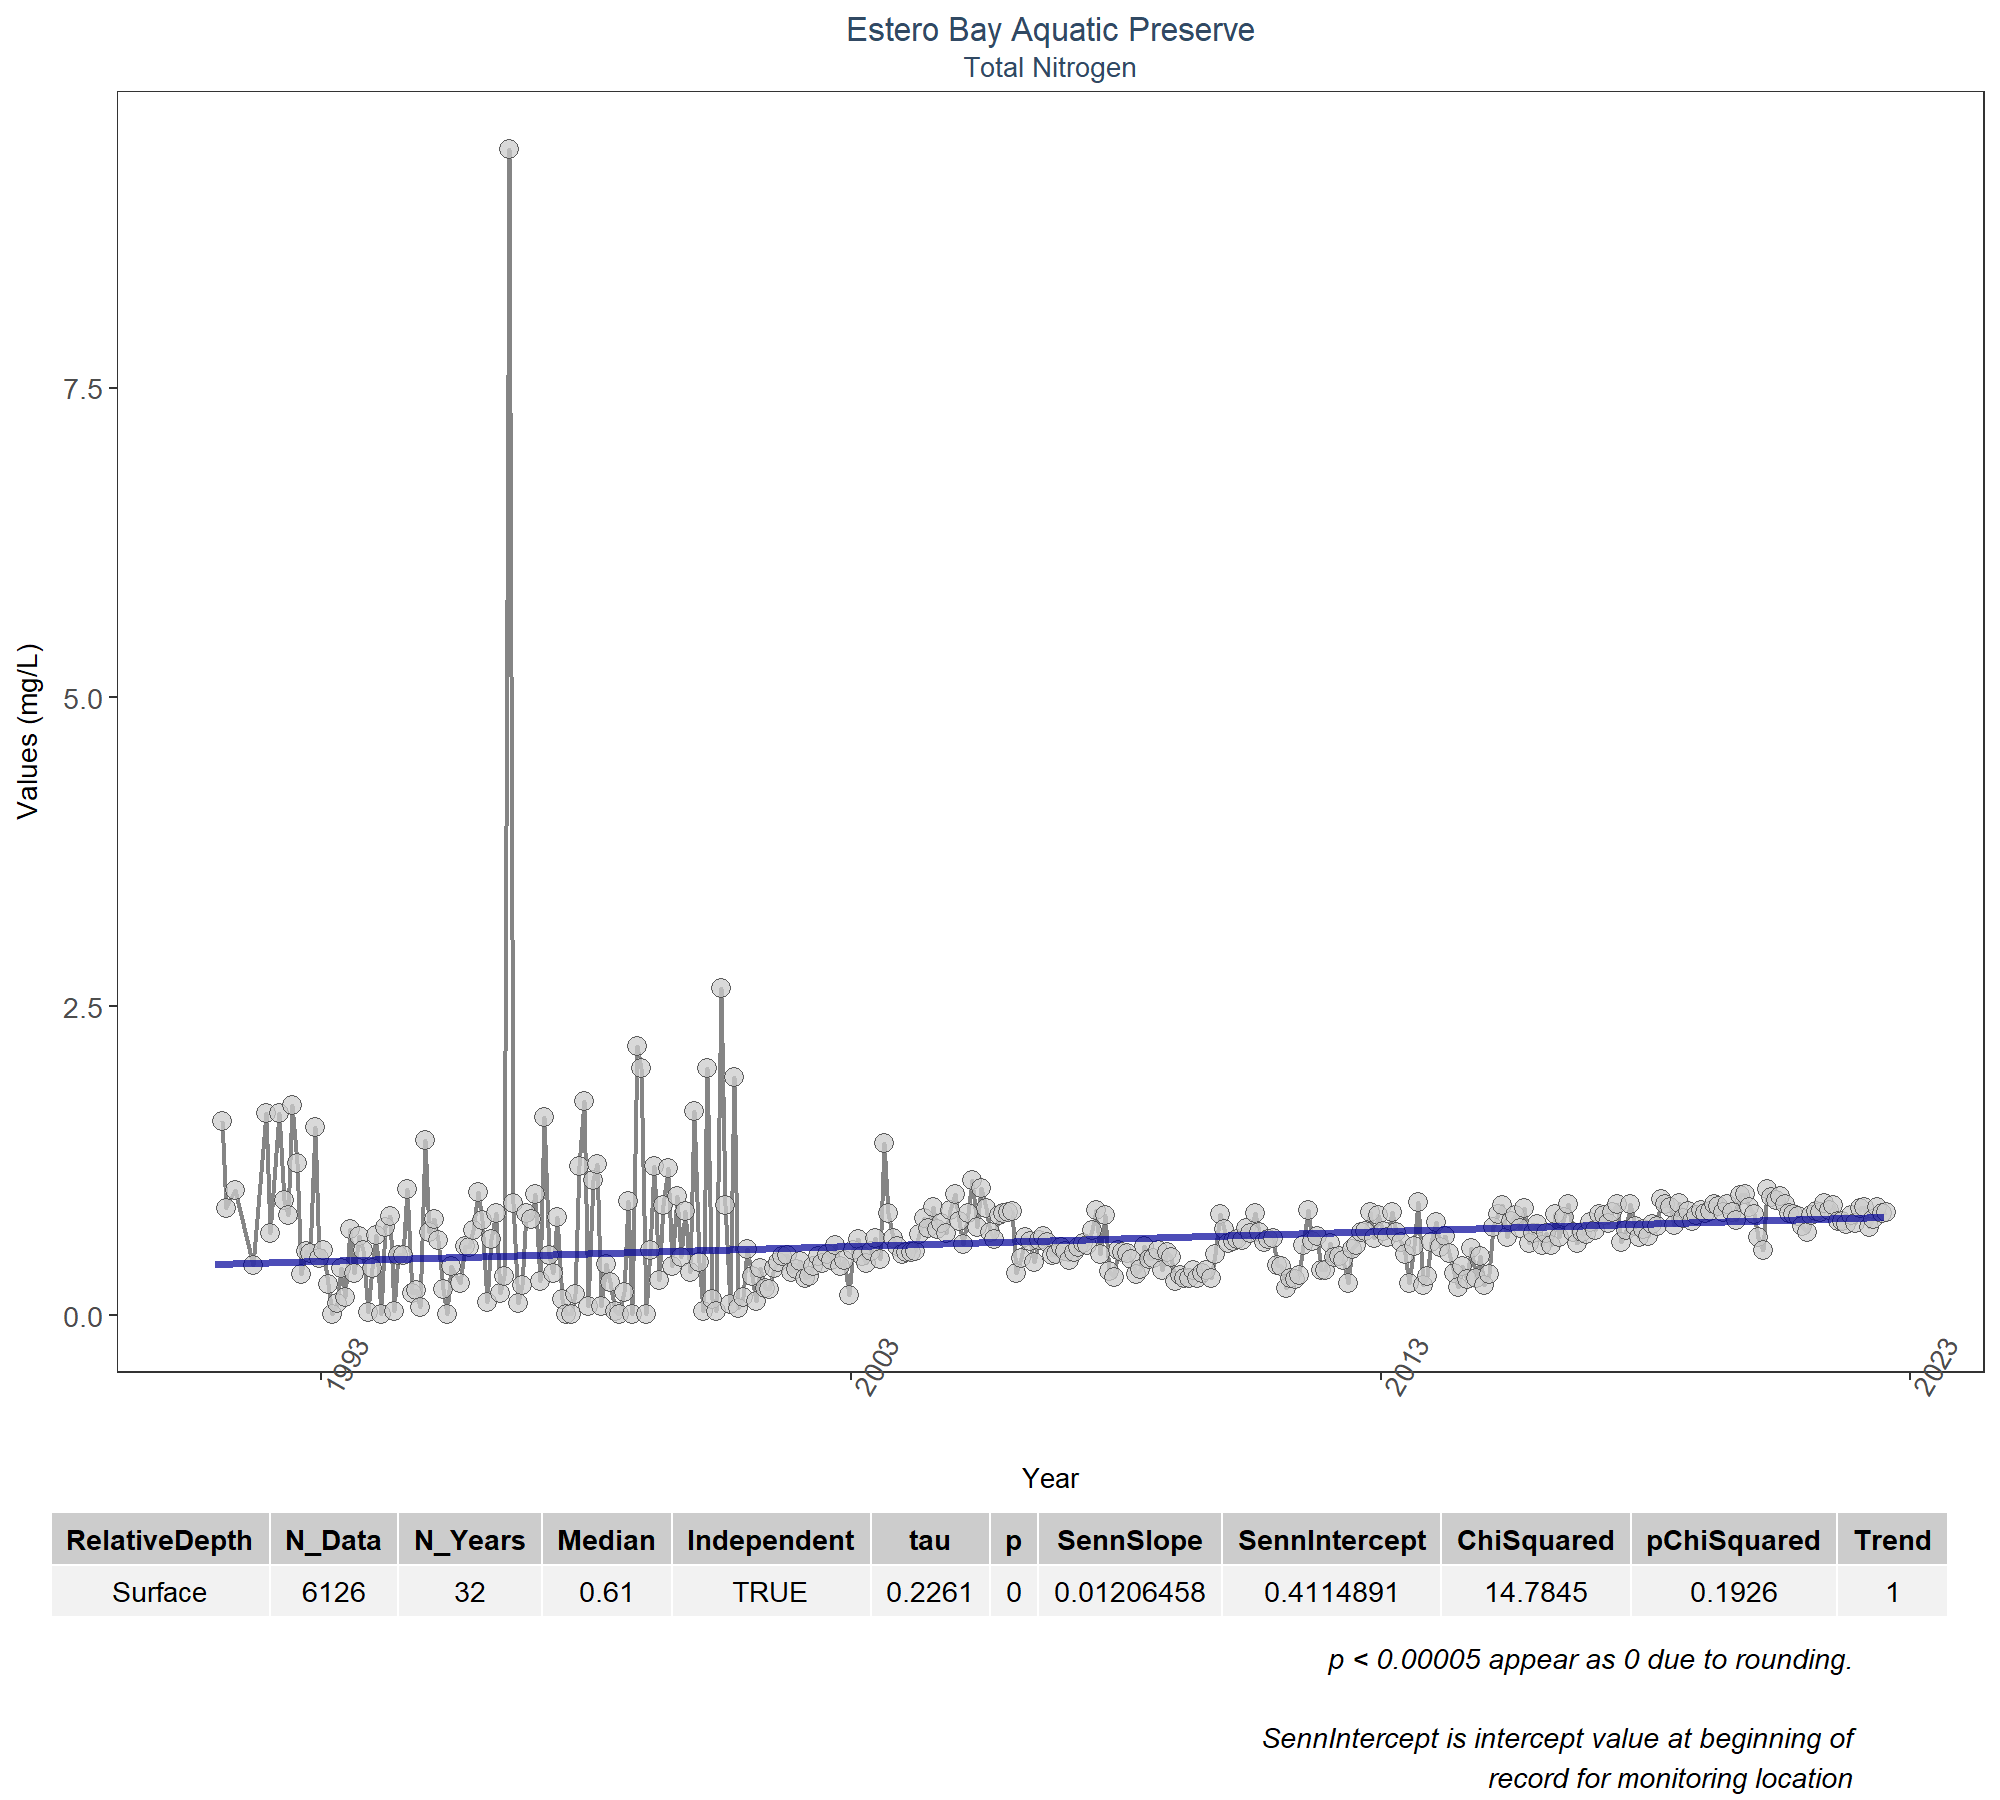 Estero Bay Aquatic Preserve
Total Nitrogen
Values (mg/L)
7.5
5.0
2.5
0.0
1993 2003 2013 2023
Year
RelativeDepth N_Data N_Years Median Independent tau p SennSlope SennIntercept ChiSquared pChiSquared Trend
Surface 6126 32 0.61 TRUE 0.2261 0 0.01206458 0.4114891 14.7845 0.1926 1
p < 0.00005 appear as 0 due to rounding.
SennIntercept is intercept value at beginning of
record for monitoring location